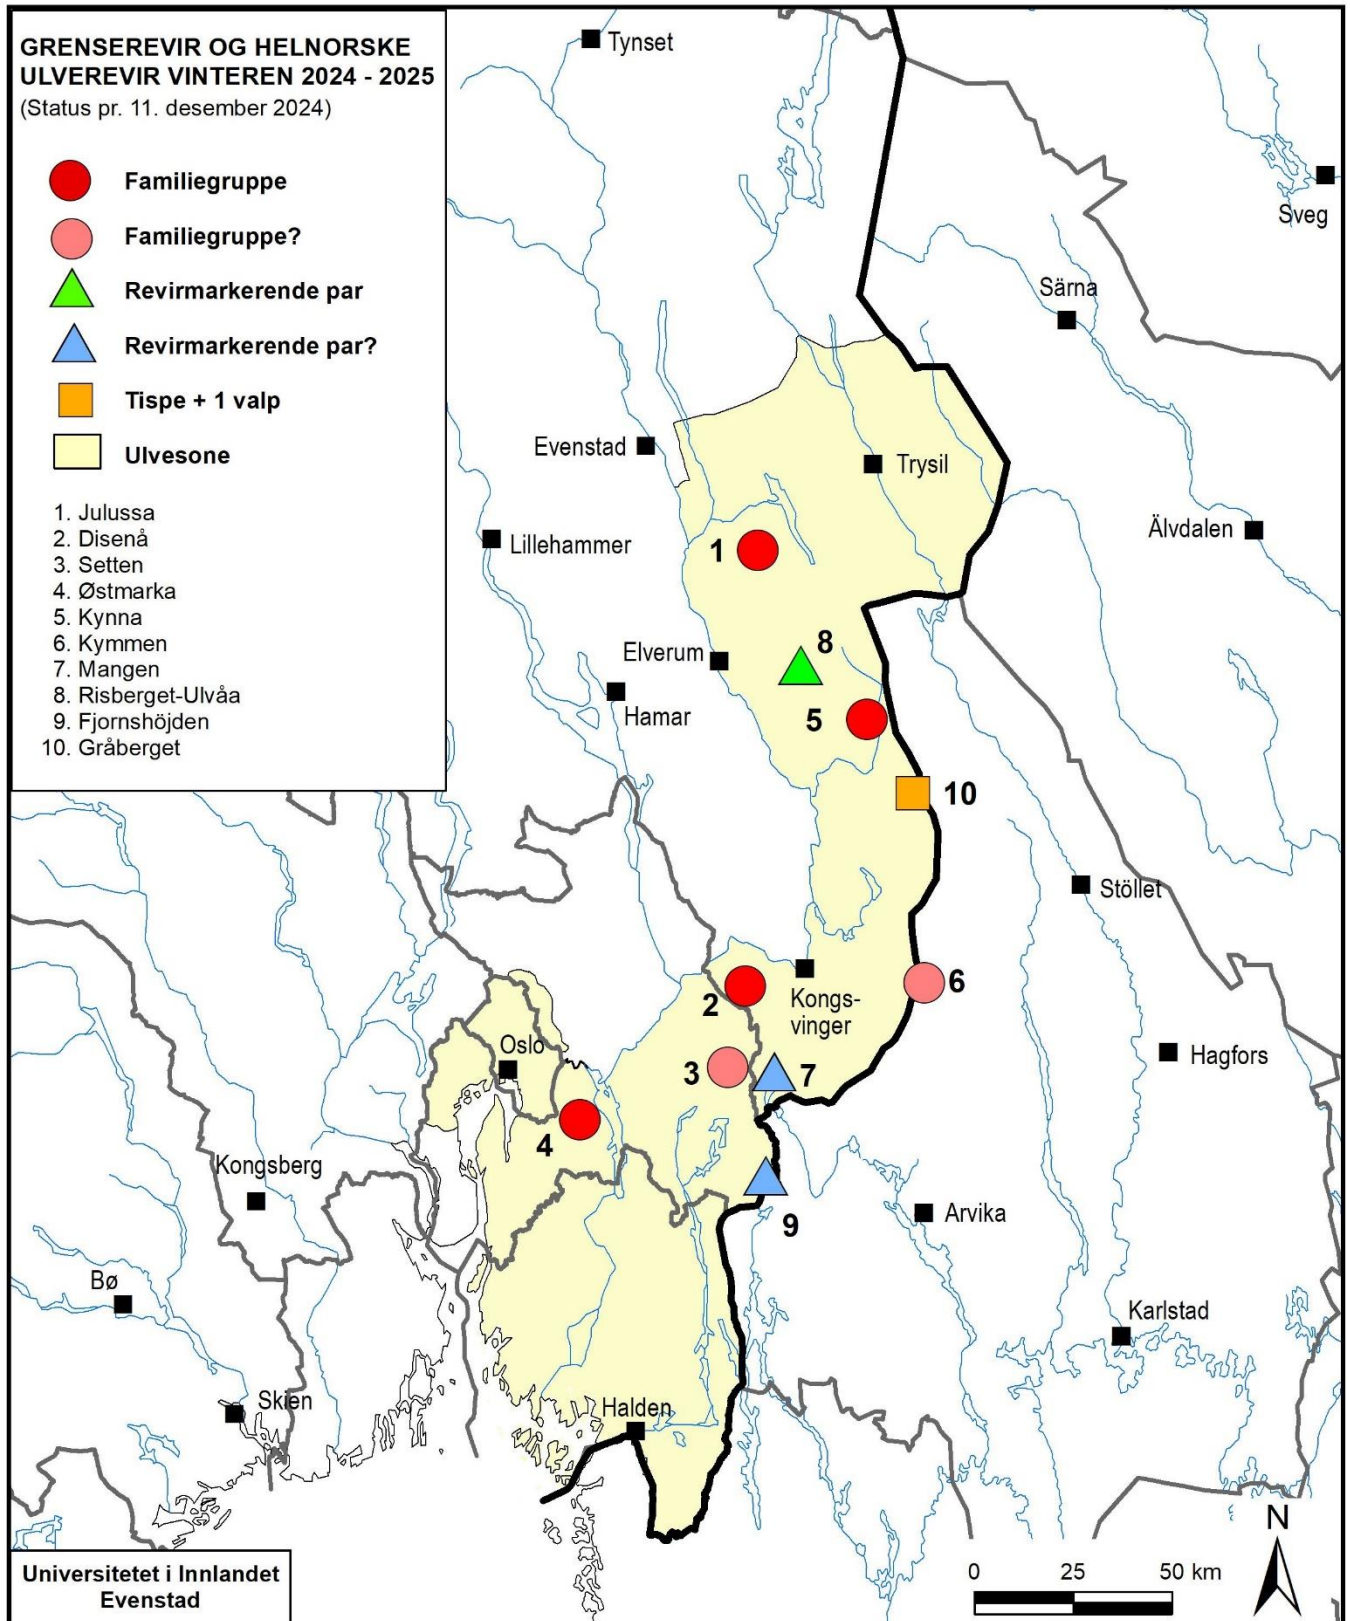 GRENSEREVIR OG HELNORSKE
ULVEREVIR VINTEREN 2024 - 2025
(Status pr. 11. desember 2024)
Familiegruppe
Familiegruppe?
Revirmarkerende par
Revirmarkerende par?
Tispe + 1 valp
Ulvesone
1. Julussa
2. Disenå
3. Setten
4. Østmarka
5. Kynna
6. Kymmen
7. Mangen
8. Risberget-Ulvåa
9. Fjornshöjden
10. Gråberget
Tynset
Sveg
Särna
Evenstad
Trysil
Älvdalen
Lillehammer
1
8
Elverum
Hamar
5
10
Stöllet
6
2
Kongs-
vinger
Oslo
Hagfors
3
7
4
Kongsberg
Arvika
9
Bø
Karlstad
Skien
Halden
N
0 25 50 km
Universitetet i Innlandet
Evenstad